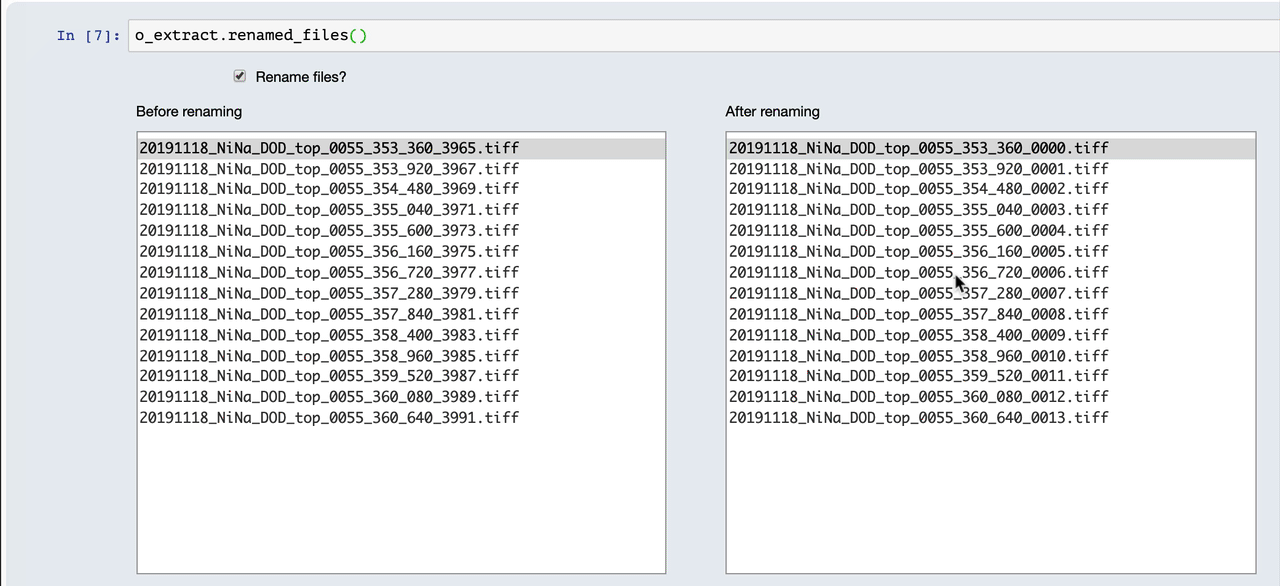 In [7]: o_extract.renamed_files()
Rename files?
Before renaming
20191118_NiNa_DOD_top_0055_353_360_3965.tiff
20191118_NiNa_DOD_top_0055_353_920_3967.tiff
20191118_NiNa_DOD_top_0055_354_480_3969.tiff
20191118_NiNa_DOD_top_0055_355_040_3971.tiff
20191118_NiNa_DOD_top_0055_355_600_3973.tiff
20191118_NiNa_DOD_top_0055_356_160_3975.tiff
20191118_NiNa_DOD_top_0055_356_720_3977.tiff
20191118_NiNa_DOD_top_0055_357_280_3979.tiff
20191118_NiNa_DOD_top_0055_357_840_3981.tiff
20191118_NiNa_DOD_top_0055_358_400_3983.tiff
20191118_NiNa_DOD_top_0055_358_960_3985.tiff
20191118_NiNa_DOD_top_0055_359_520_3987.tiff
20191118_NiNa_DOD_top_0055_360_080_3989.tiff
20191118_NiNa_DOD_top_0055_360_640_3991.tiff
After renaming
20191118_NiNa_DOD_top_0055_353_360_0000.tiff
20191118_NiNa_DOD_top_0055_353_920_0001.tiff
20191118_NiNa_DOD_top_0055_354_480_0002.tiff
20191118_NiNa_DOD_top_0055_355_040_0003.tiff
20191118_NiNa_DOD_top_0055_355_600_0004.tiff
20191118_NiNa_DOD_top_0055_356_160_0005.tiff
20191118_NiNa_DOD_top_0055_356_720_0006.tiff
20191118_NiNa_DOD_top_0055_357_280_0007.tiff
20191118_NiNa_DOD_top_0055_357_840_0008.tiff
20191118_NiNa_DOD_top_0055_358_400_0009.tiff
20191118_NiNa_DOD_top_0055_358_960_0010.tiff
20191118_NiNa_DOD_top_0055_359_520_0011.tiff
20191118_NiNa_DOD_top_0055_360_080_0012.tiff
20191118_NiNa_DOD_top_0055_360_640_0013.tiff